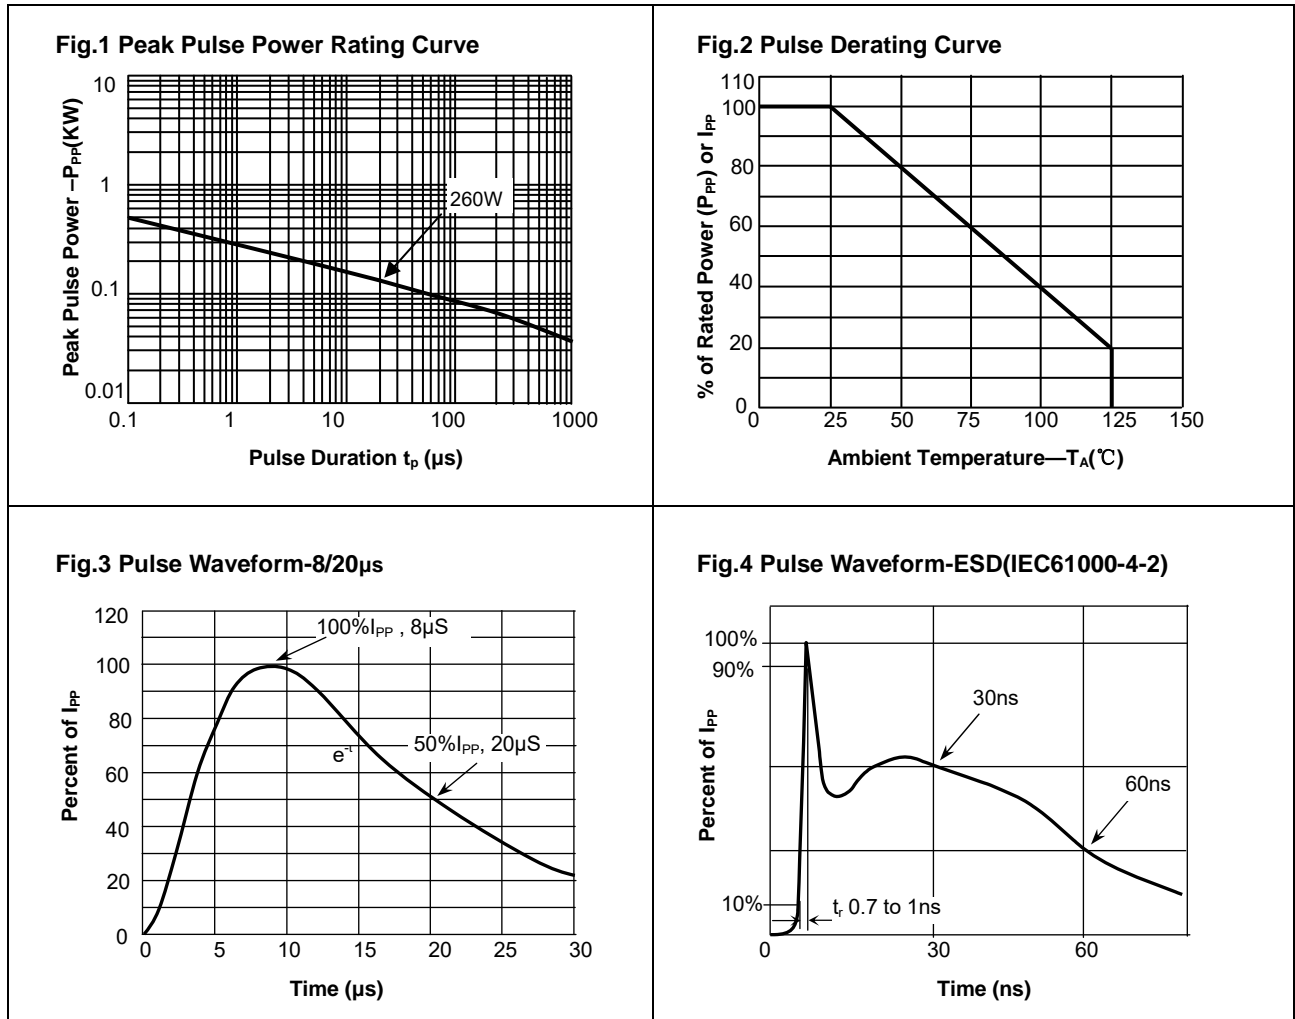 Fig.1 Peak Pulse Power Rating Curve
Peak Pulse Power –PPP(KW)
10
1
0.1
0.01
260W
0.1 1 10 100 1000
Pulse Duration tp (µs)
Fig.2 Pulse Derating Curve
% of Rated Power (PPP) or IPP
110
100
80
60
40
20
0
0 25 50 75 100 125 150
Ambient Temperature—TA(℃)
Fig.3 Pulse Waveform-8/20µs
Percent of IPP
120
100
80
60
40
20
0
100%IPP , 8µS
e-t
50%IPP, 20µS
0 5 10 15 20 25 30
Time (µs)
Fig.4 Pulse Waveform-ESD(IEC61000-4-2)
Percent of IPP
100%
90%
10%
30ns
60ns
tr 0.7 to 1ns
0 30 60
Time (ns)